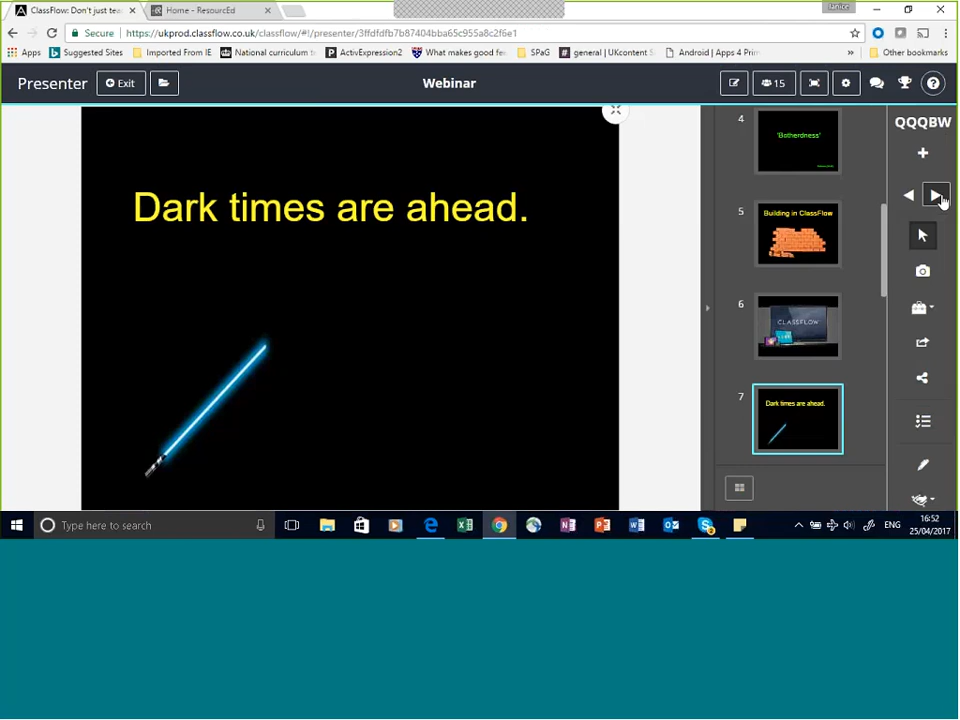 ClassFlow: Don't just tea
Home - ResourcEd
Secure
https://ukprod.classflow.co.uk/classflow/#!/presenter/3ffdfdfb7b87404bba65c955a8c2f6e1
Apps
Suggested Sites
Imported From IE
National curriculum t
ActivExpression2
What makes good fe
SPaG
general | UKcontent S
Android | Apps 4 Prim
»
Other bookmarks
Presenter
Exit
Webinar
15
QQQBW
Dark times are ahead.
4
'Botherdness'
5
Building in ClassFlow
6
CLASSFLOW
7
Dark times are ahead.
Type here to search
ENG
16:52
25/04/2017